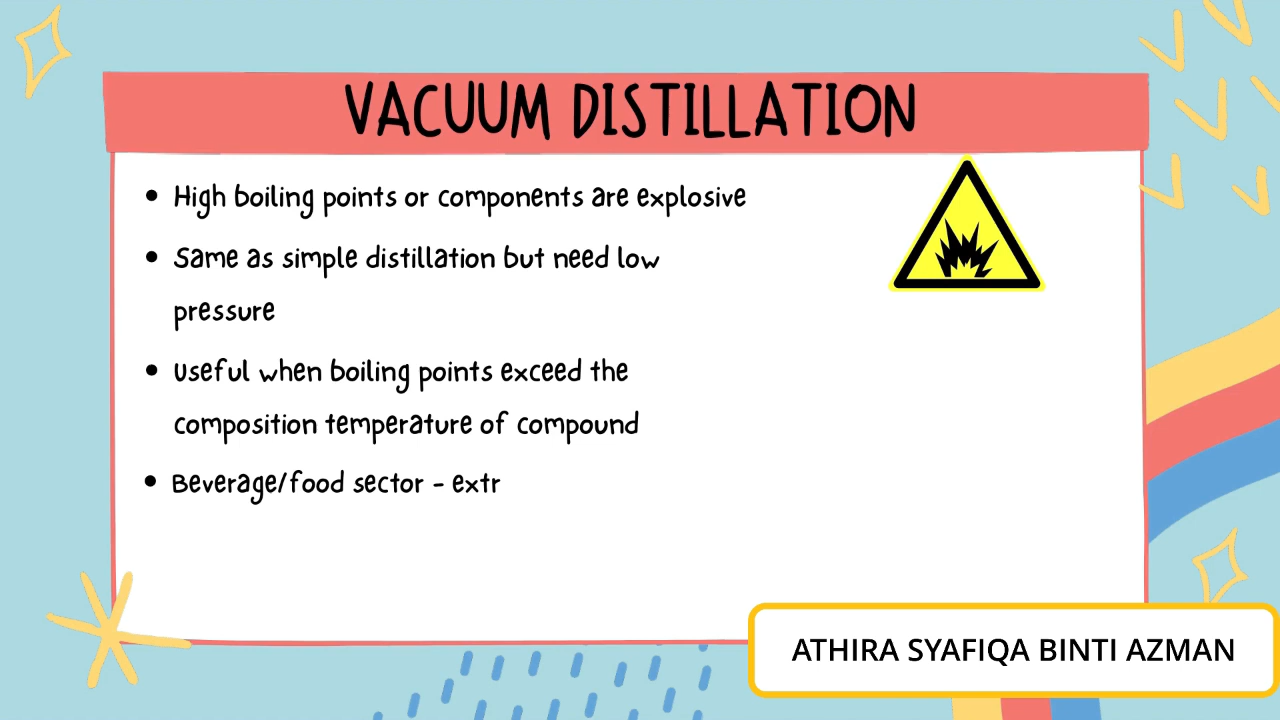 VACUUM DISTILLATION
• High boiling points or components are explosive
• Same as simple distillation but need low
pressure
• useful when boiling points exceed the
composition temperature of compound
• Beverage/food sector - extr
ATHIRA SYAFIQA BINTI AZMAN